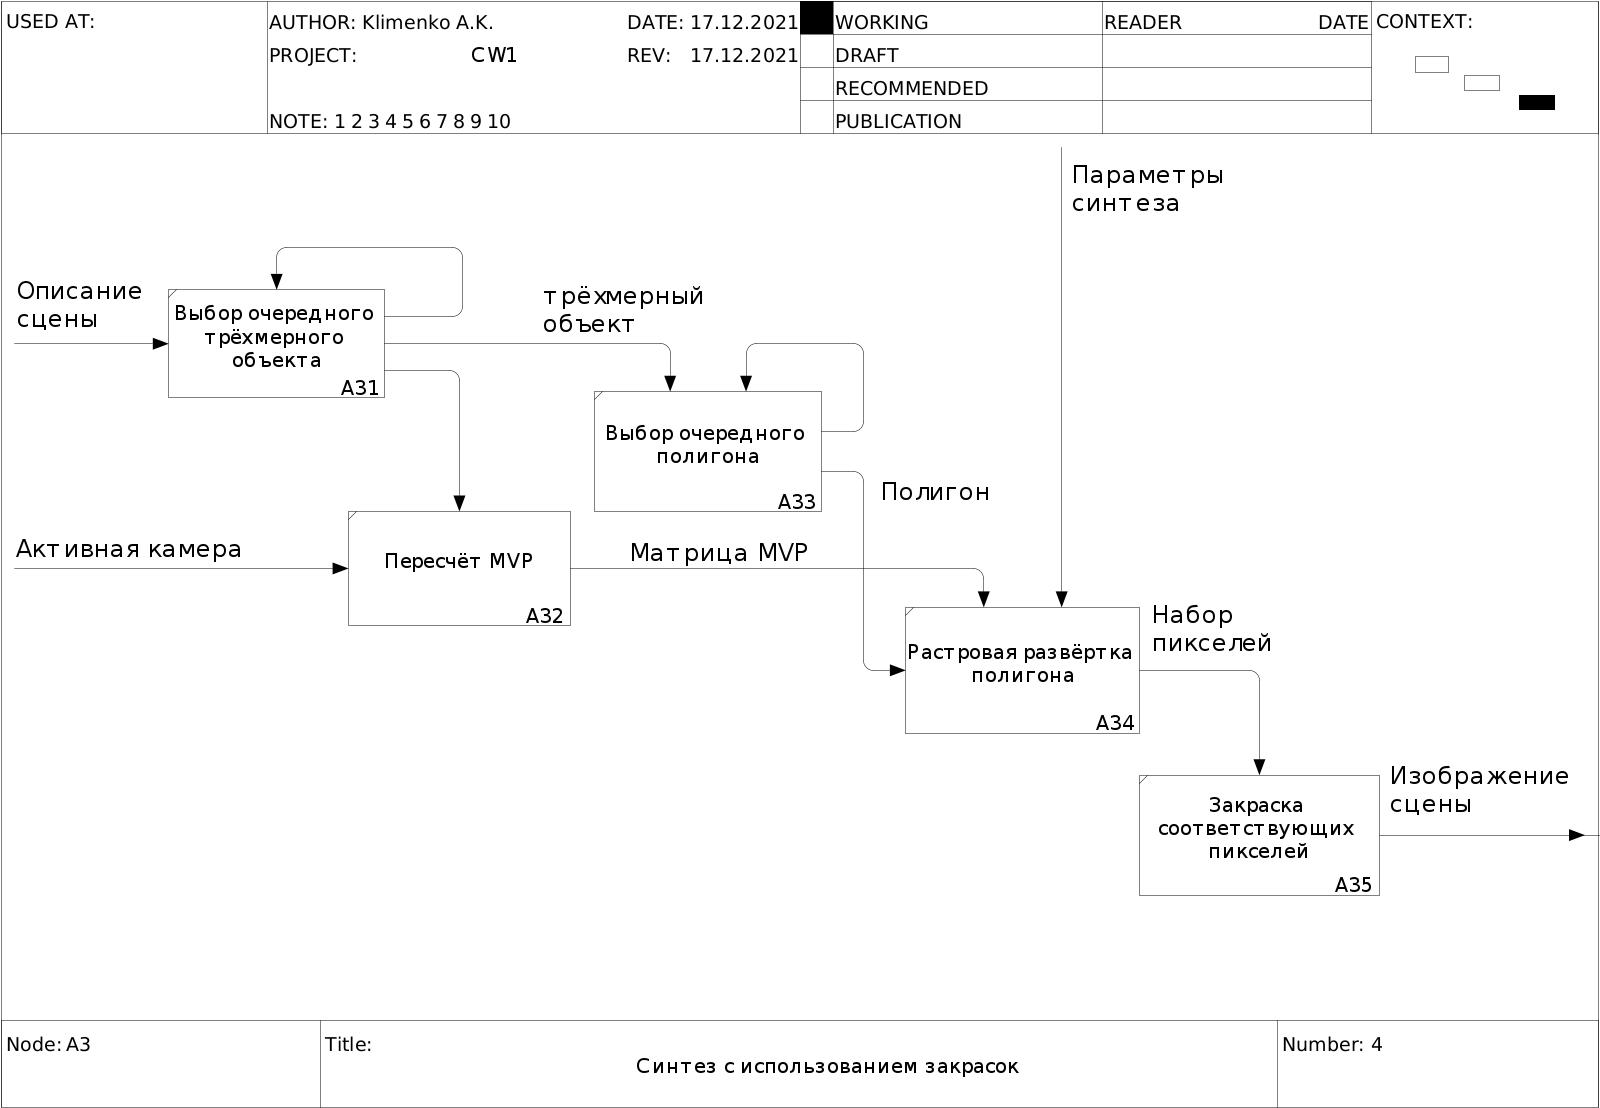 USED AT:
AUTHOR: Klimenko A.K.
DATE: 17.12.2021
WORKING
READER
DATE
CONTEXT:
PROJECT:
CW1
REV: 17.12.2021
DRAFT
RECOMMENDED
NOTE: 1 2 3 4 5 6 7 8 9 10
PUBLICATION
Параметры
синтеза
Описание
сцены
Выбор очередного
трёхмерного
объекта
A31
трёхмерный
объект
Выбор очередного
полигона
A33
Полигон
Активная камера
Пересчёт MVP
A32
Матрица MVP
Растровая развёртка
полигона
A34
Набор
пикселей
Закраска
соответствующих
пикселей
A35
Изображение
сцены
Node: A3
Title:
Синтез с использованием закрасок
Number: 4